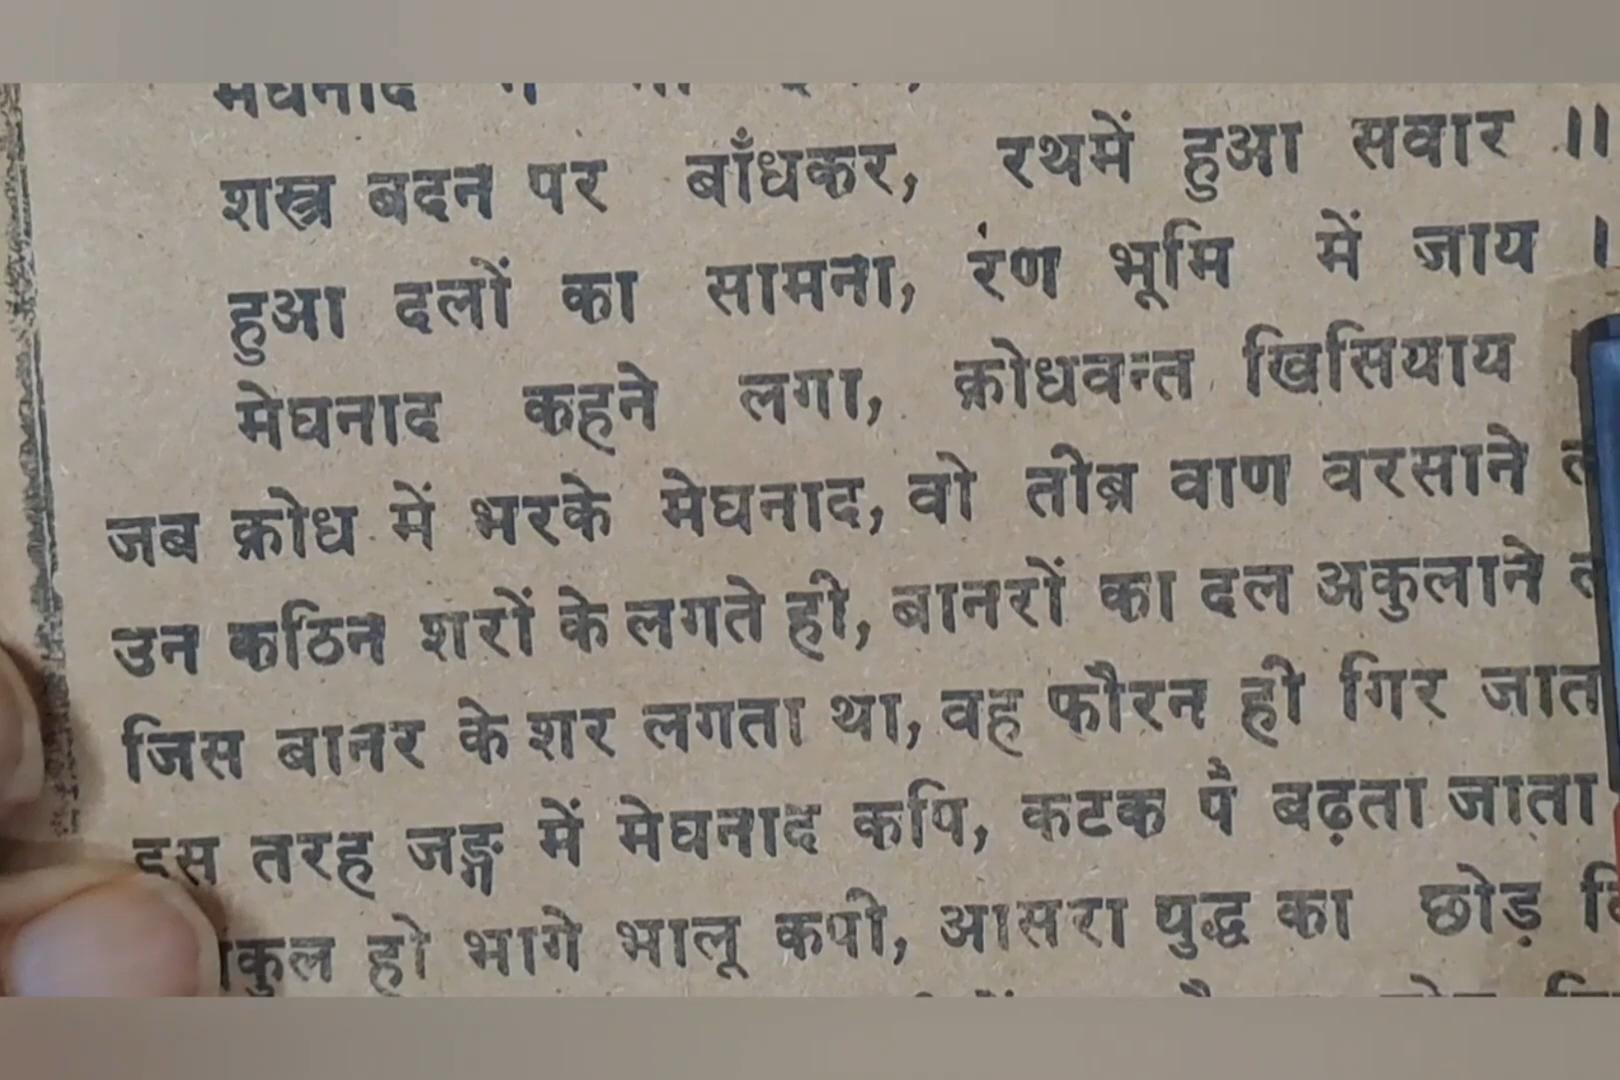 मेघनाद
शस्त्र बदन पर बाँधकर, रथमें हुआ सवार ॥
हुआ दलों का सामना, रंण भूमि में जाय ।
मेघनाद कहने लगा, क्रोधवन्त खिसियाय
जब क्रोध में भरके मेघनाद, वो तीब्र वाण वरसाने
उन कठिन शरों के लगते ही, बानरों का दल अकुलाने
जिस बानर के शर लगता था, वह फौरन ही गिर जात
इस तरह जङ्ग में मेघनाद कपि, कटक पै बढ़ता जाता
कुल हो भागे भालू कपी, आसरा युद्ध का छोड़